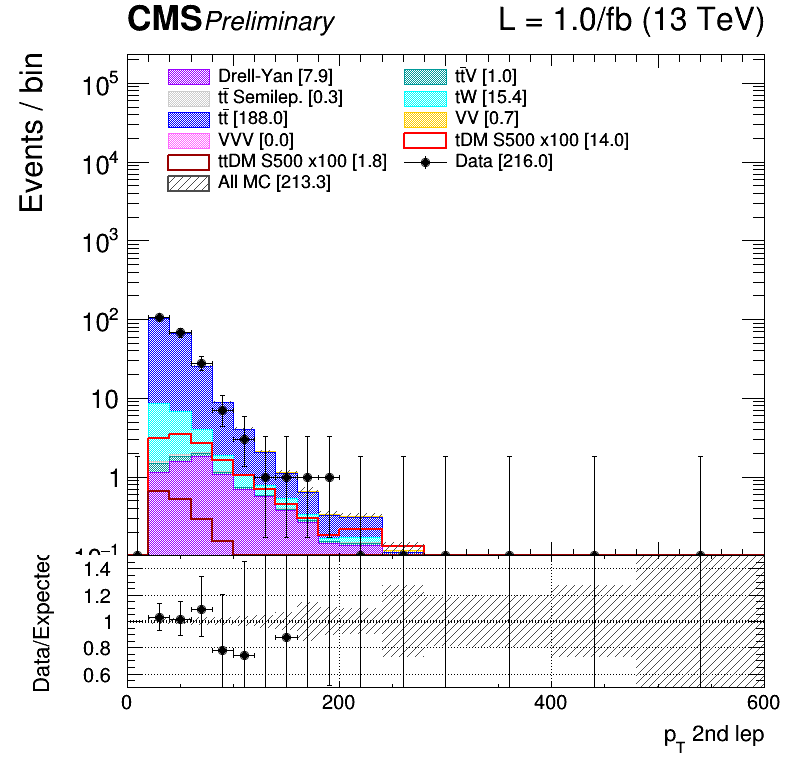 CMS Preliminary L = 1.0/fb (13 TeV)
Events / bin
Drell-Yan [7.9] tt̄V [1.0]
tt̄ Semilep. [0.3] tW [15.4]
tt̄ [188.0] VV [0.7]
VVV [0.0] tDM S500 x100 [14.0]
ttDM S500 x100 [1.8] Data [216.0]
All MC [213.3]
10⁵
10⁴
10³
10²
10
1
10⁻¹
Data/Expected
1.4
1.2
1
0.8
0.6
0 200 400 600
p_T 2nd lep